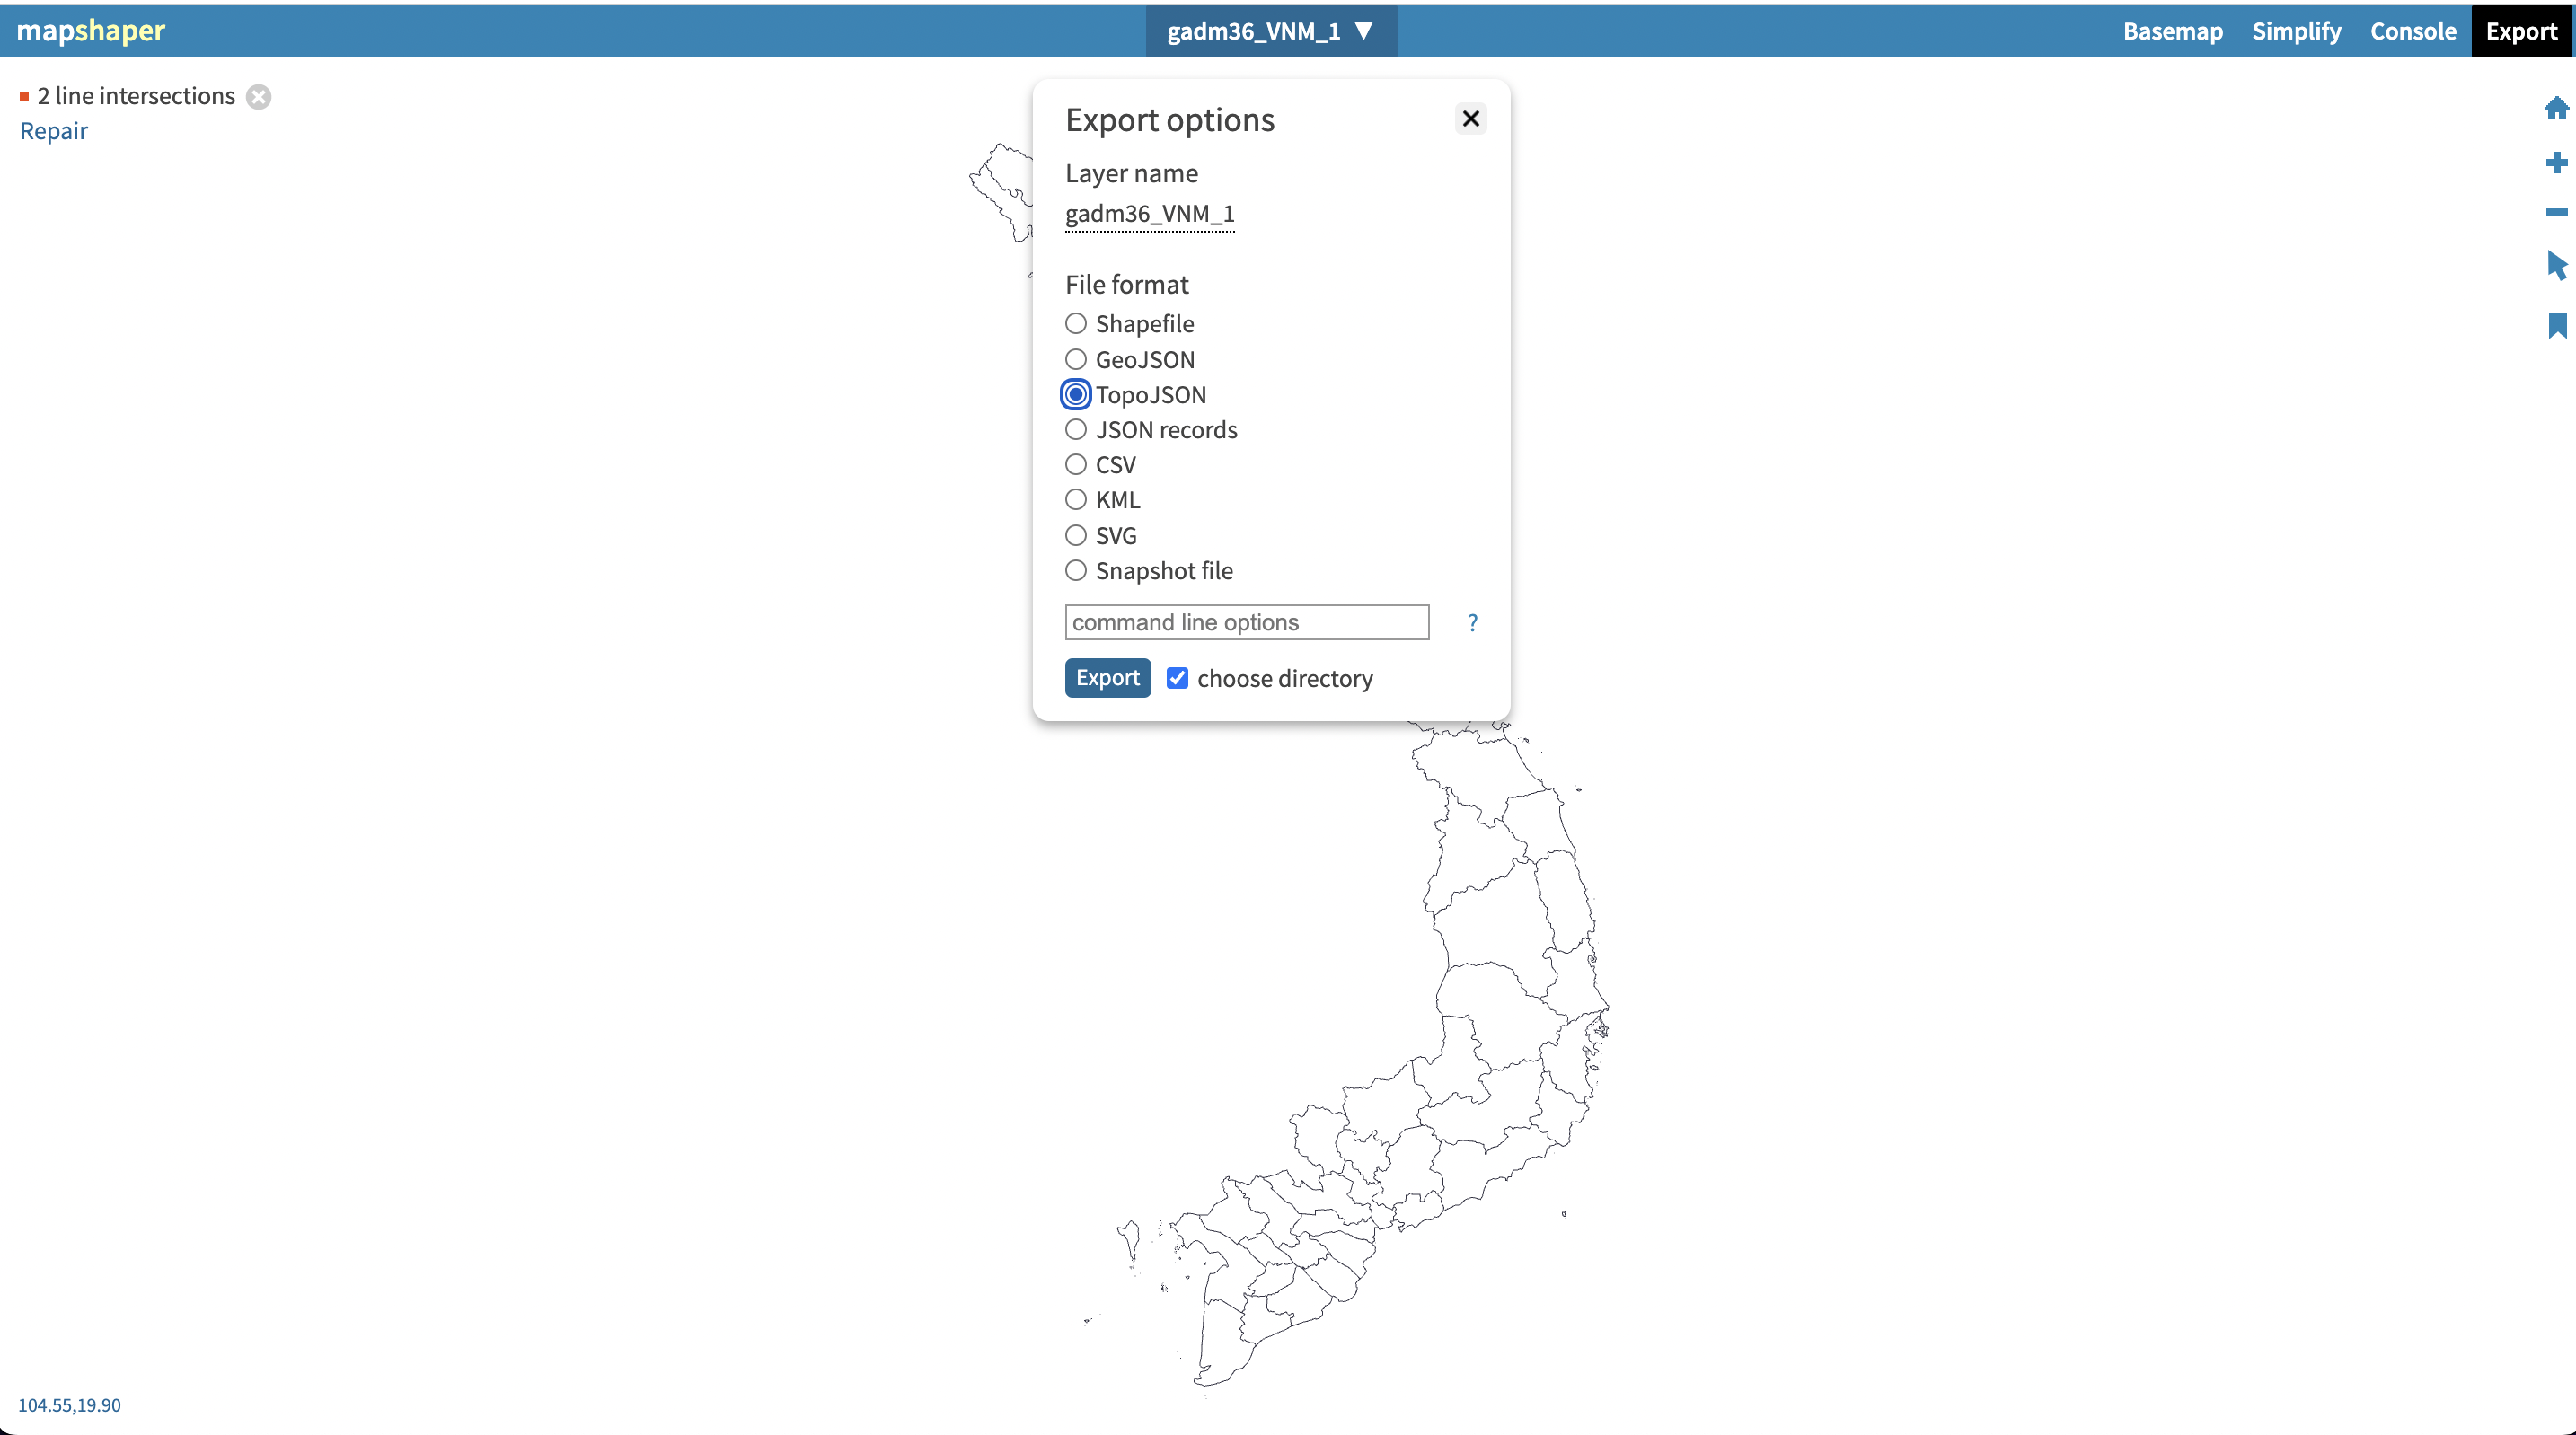 mapshaper
gadm36_VNM_1 ▼
Basemap Simplify Console Export
2 line intersections
Repair
Export options
Layer name
gadm36_VNM_1
File format
Shapefile
GeoJSON
TopoJSON
JSON records
CSV
KML
SVG
Snapshot file
command line options ?
Export choose directory
104.55,19.90